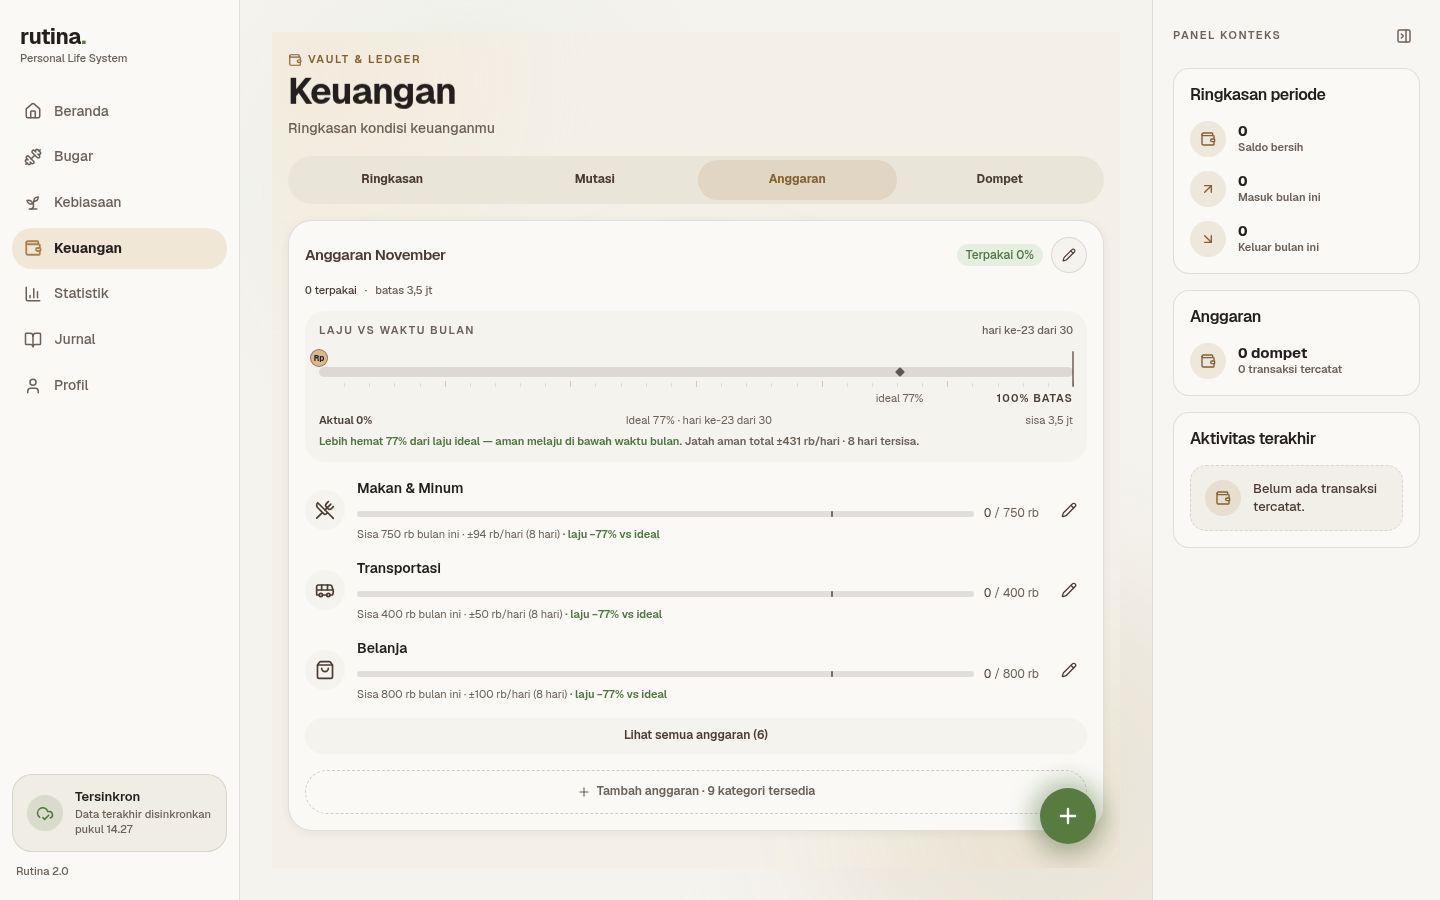 rutina.
Personal Life System
Beranda
Bugar
Kebiasaan
Keuangan
Statistik
Jurnal
Profil
Tersinkron
Data terakhir disinkronkan
pukul 14.27
Rutina 2.0
VAULT & LEDGER
Keuangan
Ringkasan kondisi keuanganmu
Ringkasan
Mutasi
Anggaran
Dompet
Anggaran November
Terpakai 0%
0 terpakai · batas 3,5 jt
LAJU VS WAKTU BULAN
hari ke-23 dari 30
Rp
ideal 77%
100% BATAS
Aktual 0%
Ideal 77% · hari ke-23 dari 30
sisa 3,5 jt
Lebih hemat 77% dari laju ideal — aman melaju di bawah waktu bulan. Jatah aman total ±431 rb/hari · 8 hari tersisa.
Makan & Minum
0 / 750 rb
Sisa 750 rb bulan ini · ±94 rb/hari (8 hari) · laju −77% vs ideal
Transportasi
0 / 400 rb
Sisa 400 rb bulan ini · ±50 rb/hari (8 hari) · laju −77% vs ideal
Belanja
0 / 800 rb
Sisa 800 rb bulan ini · ±100 rb/hari (8 hari) · laju −77% vs ideal
Lihat semua anggaran (6)
Tambah anggaran · 9 kategori tersedia
PANEL KONTEKS
Ringkasan periode
0
Saldo bersih
0
Masuk bulan ini
0
Keluar bulan ini
Anggaran
0 dompet
0 transaksi tercatat
Aktivitas terakhir
Belum ada transaksi
tercatat.